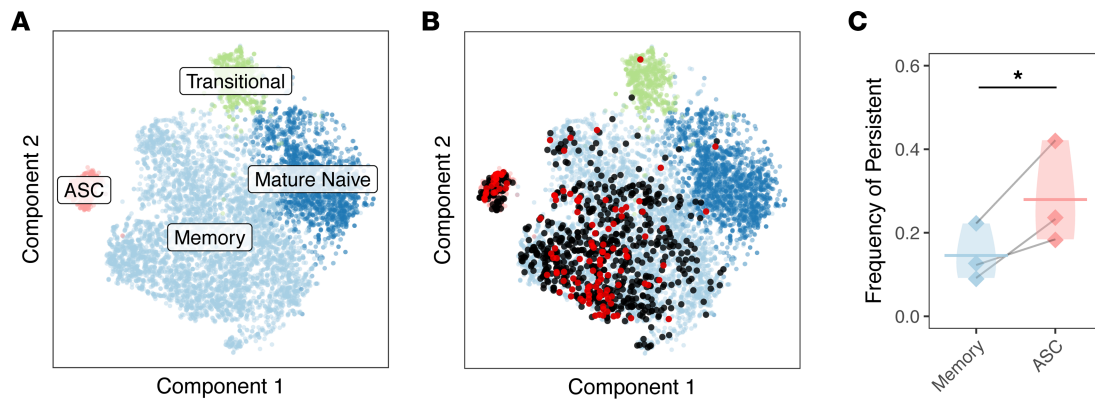 A
Transitional
ASC
Mature Naive
Memory
Component 2
Component 1
B
Component 2
Component 1
C
*
Frequency of Persistent
0.6
0.4
0.2
0.0
Memory
ASC